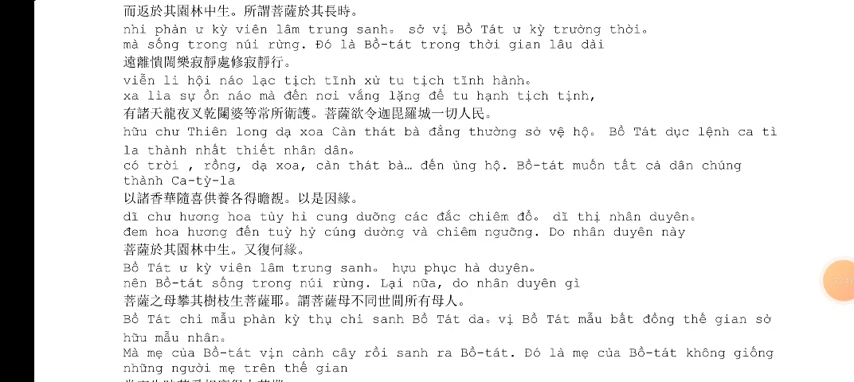 而返於其園林中生。所謂菩薩於其長時。
nhi phản ư kỳ viên lâm trung sanh。 sở vị Bồ Tát ư kỳ trường thời。
mà sống trong núi rừng. Đó là Bồ-tát trong thời gian lâu dài
遠離憒閙樂寂靜處修寂靜行。
viễn li hội náo lạc tịch tĩnh xử tu tịch tĩnh hành。
xa lìa sự ồn náo mà đến nơi vắng lặng để tu hạnh tịch tịnh,
有諸天龍夜叉乾闥婆等常所衛護。菩薩欲令迦毘羅城一切人民。
hữu chư Thiên long dạ xoa Càn thát bà đẳng thường sở vệ hộ。 Bồ Tát dục lệnh ca tì
la thành nhất thiết nhân dân。
có trời , rồng, dạ xoa, càn thát bà… đến ủng hộ. Bồ-tát muốn tất cả dân chúng
thành Ca-tỳ-la
以諸香華隨喜供養各得瞻覩。以是因緣。
dĩ chư hương hoa tùy hỉ cung dưỡng các đắc chiêm đổ。 dĩ thị nhân duyên。
đem hoa hương đến tuỳ hỷ cúng dường và chiêm ngưỡng. Do nhân duyên này
菩薩於其園林中生。又復何緣。
Bồ Tát ư kỳ viên lâm trung sanh。 hựu phục hà duyên。
nên Bồ-tát sống trong núi rừng. Lại nữa, do nhân duyên gì
菩薩之母攀其樹枝生菩薩耶。謂菩薩母不同世間所有母人。
Bồ Tát chi mẫu phàn kỳ thụ chi sanh Bồ Tát da。vị Bồ Tát mẫu bất đồng thế gian sở
hữu mẫu nhân。
Mà mẹ của Bồ-tát vịn cành cây rồi sanh ra Bồ-tát. Đó là mẹ của Bồ-tát không giống
những người mẹ trên thế gian